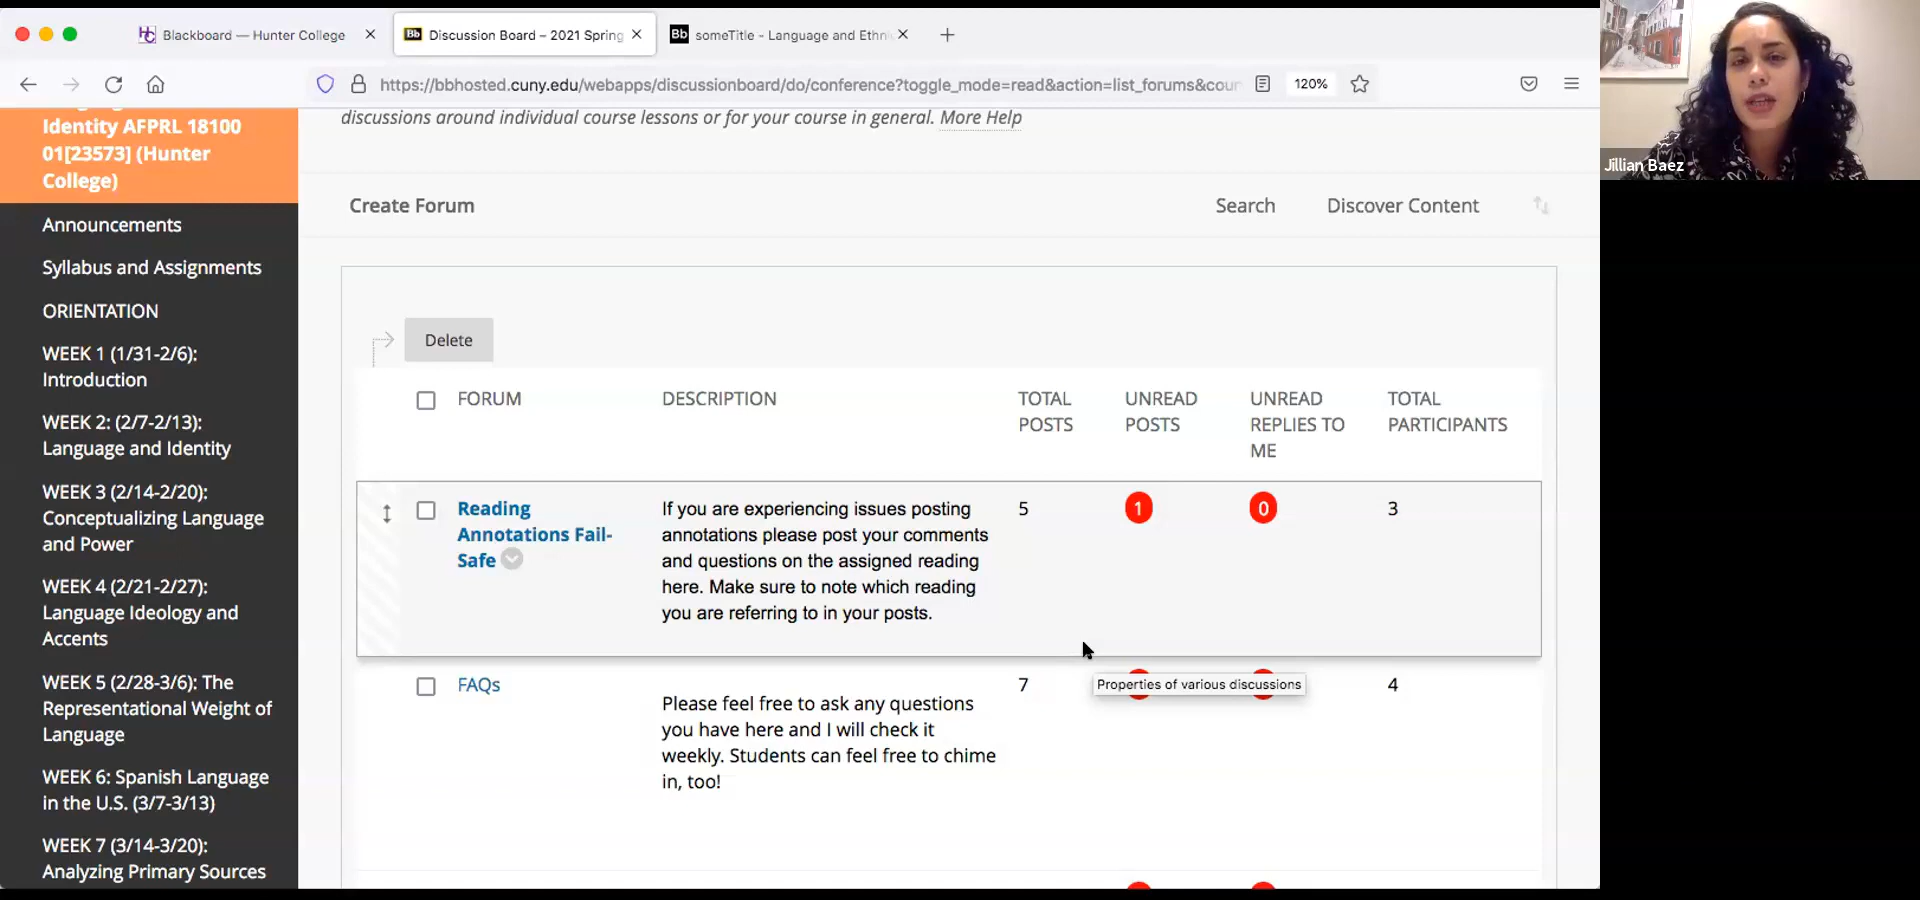 Blackboard — Hunter College
Discussion Board – 2021 Spring
someTitle - Language and Ethn
https://bbhosted.cuny.edu/webapps/discussionboard/do/conference?toggle_mode=read&action=list_forums&cour
120%
Identity AFPRL 18100
01[23573] (Hunter
College)
Announcements
Syllabus and Assignments
ORIENTATION
WEEK 1 (1/31-2/6):
Introduction
WEEK 2: (2/7-2/13):
Language and Identity
WEEK 3 (2/14-2/20):
Conceptualizing Language
and Power
WEEK 4 (2/21-2/27):
Language Ideology and
Accents
WEEK 5 (2/28-3/6): The
Representational Weight of
Language
WEEK 6: Spanish Language
in the U.S. (3/7-3/13)
WEEK 7 (3/14-3/20):
Analyzing Primary Sources
discussions around individual course lessons or for your course in general. More Help
Create Forum
Search
Discover Content
Delete
FORUM
DESCRIPTION
TOTAL
POSTS
UNREAD
POSTS
UNREAD
REPLIES TO
ME
TOTAL
PARTICIPANTS
Reading
Annotations Fail-
Safe
If you are experiencing issues posting
annotations please post your comments
and questions on the assigned reading
here. Make sure to note which reading
you are referring to in your posts.
5
1
0
3
FAQs
Please feel free to ask any questions
you have here and I will check it
weekly. Students can feel free to chime
in, too!
7
Properties of various discussions
4
Jillian Baez